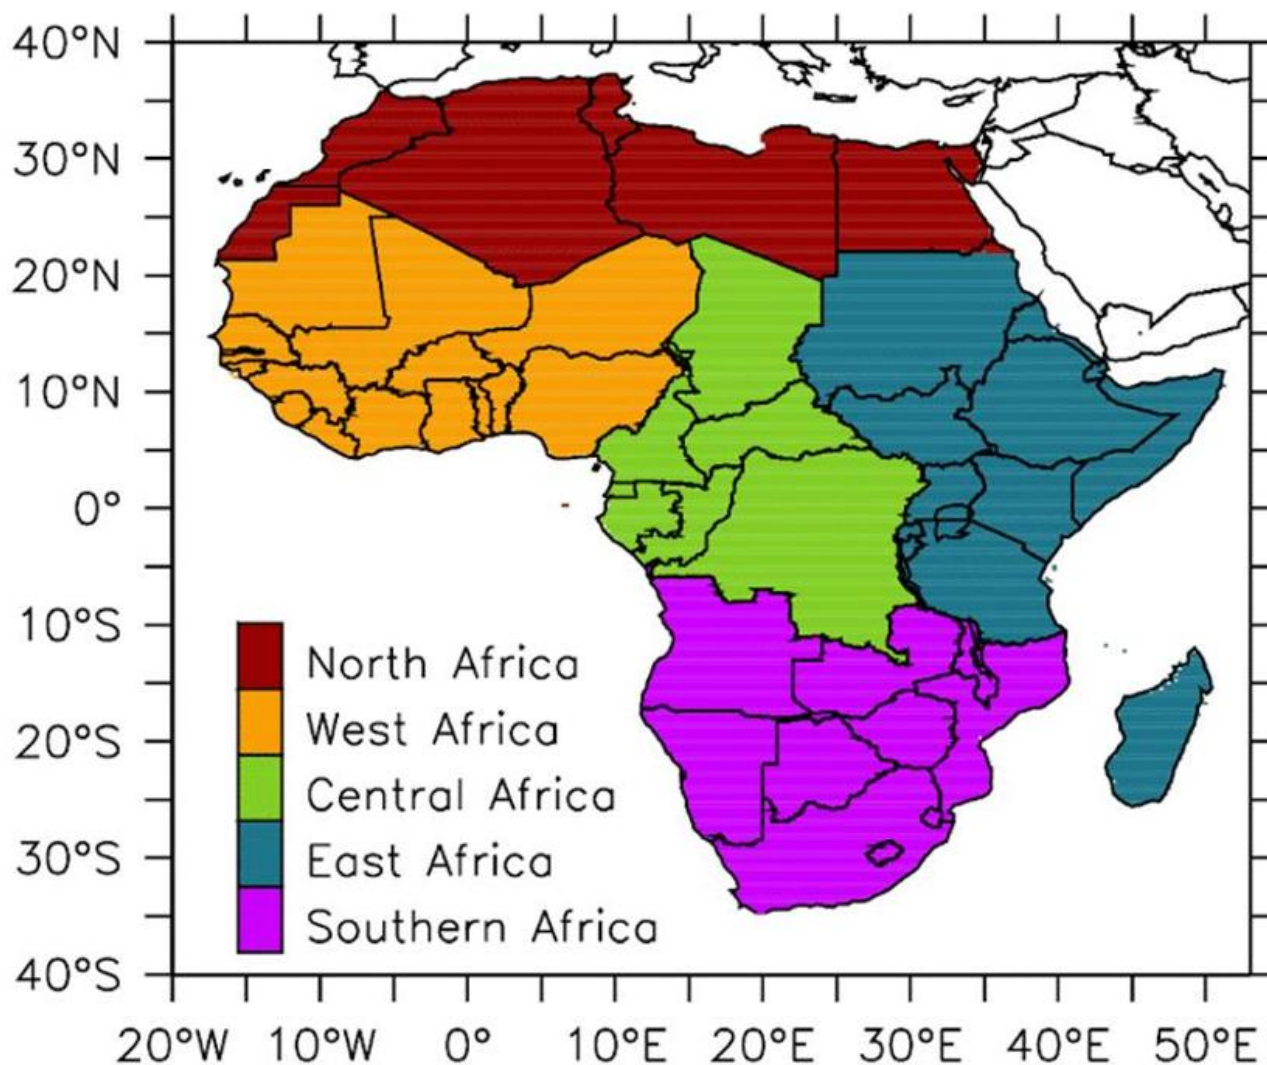 40°N
30°N
20°N
10°N
0°
10°S
20°S
30°S
40°S
North Africa
West Africa
Central Africa
East Africa
Southern Africa
20°W 10°W 0° 10°E 20°E 30°E 40°E 50°E